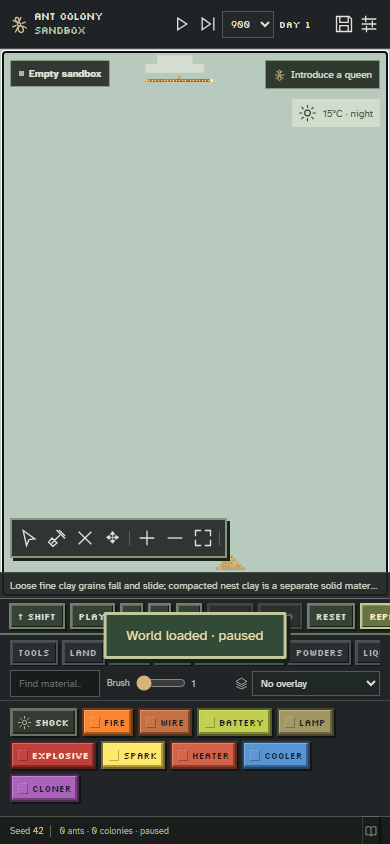 ANT COLONY
SANDBOX
900
DAY 1
Empty sandbox
Introduce a queen
15°C · night
Loose fine clay grains fall and slide; compacted nest clay is a separate solid mater...
↑ SHIFT
PLAY
RESET
World loaded · paused
TOOLS
LAND
POWDERS
Find material..
Brush
1
No overlay
SHOCK
FIRE
WIRE
BATTERY
LAMP
EXPLOSIVE
SPARK
HEATER
COOLER
CLONER
Seed 42
0 ants · 0 colonies · paused